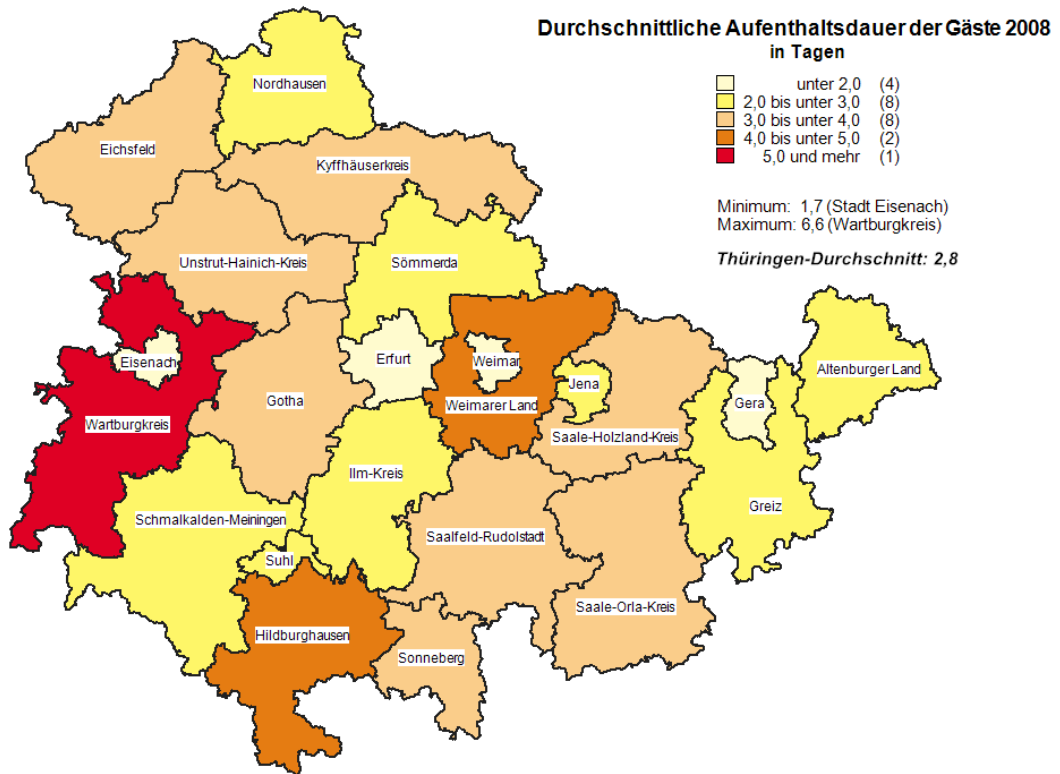 Durchschnittliche Aufenthaltsdauer der Gäste 2008
in Tagen
unter 2,0 (4)
2,0 bis unter 3,0 (8)
3,0 bis unter 4,0 (8)
4,0 bis unter 5,0 (2)
5,0 und mehr (1)
Minimum: 1,7 (Stadt Eisenach)
Maximum: 6,6 (Wartburgkreis)
Thüringen-Durchschnitt: 2,8
Nordhausen
Eichsfeld
Kyffhäuserkreis
Unstrut-Hainich-Kreis
Sömmerda
Eisenach
Erfurt
Weimar
Altenburger Land
Jena
Gotha
Gera
Weimarer Land
Wartburgkreis
Saale-Holzland-Kreis
Ilm-Kreis
Greiz
Schmalkalden-Meiningen
Saalfeld-Rudolstadt
Suhl
Saale-Orla-Kreis
Hildburghausen
Sonneberg